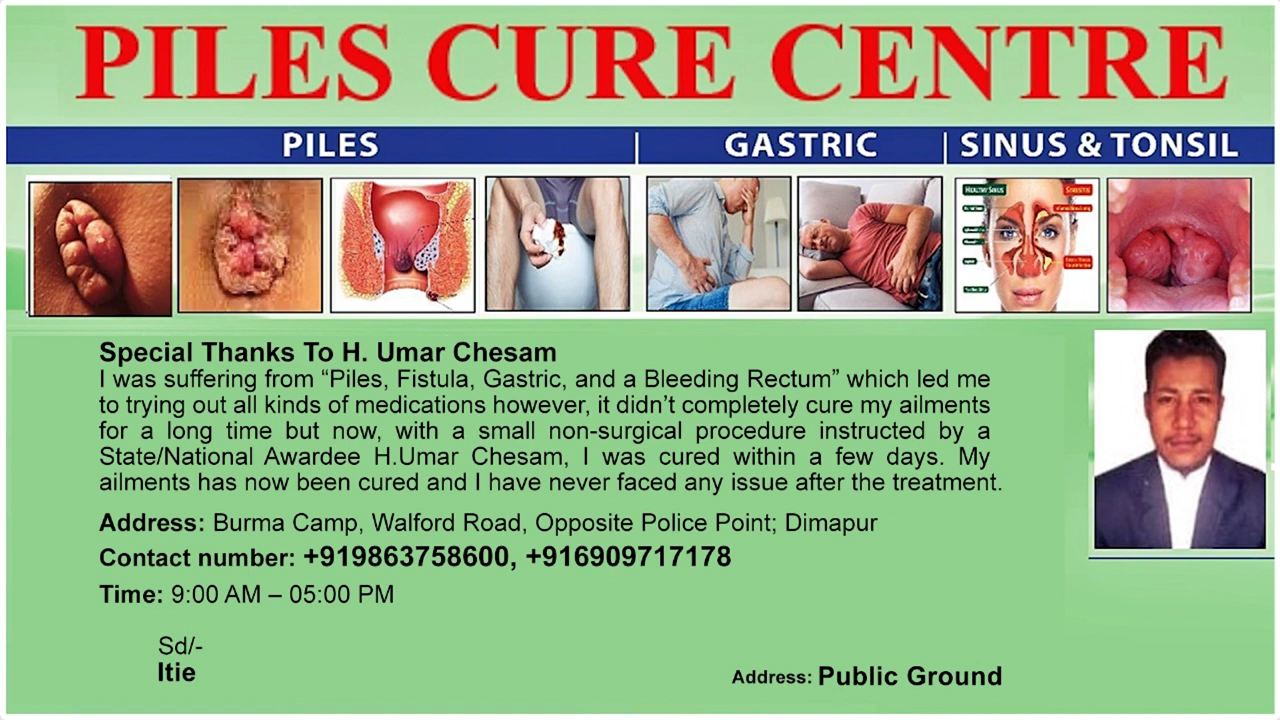 PILES CURE CENTRE
PILES | GASTRIC | SINUS & TONSIL
HEALTHY SINUS
SINUSITIS
Special Thanks To H. Umar Chesam
I was suffering from “Piles, Fistula, Gastric, and a Bleeding Rectum” which led me
to trying out all kinds of medications however, it didn’t completely cure my ailments
for a long time but now, with a small non-surgical procedure instructed by a
State/National Awardee H.Umar Chesam, I was cured within a few days. My
ailments has now been cured and I have never faced any issue after the treatment.
Address: Burma Camp, Walford Road, Opposite Police Point; Dimapur
Contact number: +919863758600, +916909717178
Time: 9:00 AM – 05:00 PM
Sd/-
Itie
Address: Public Ground